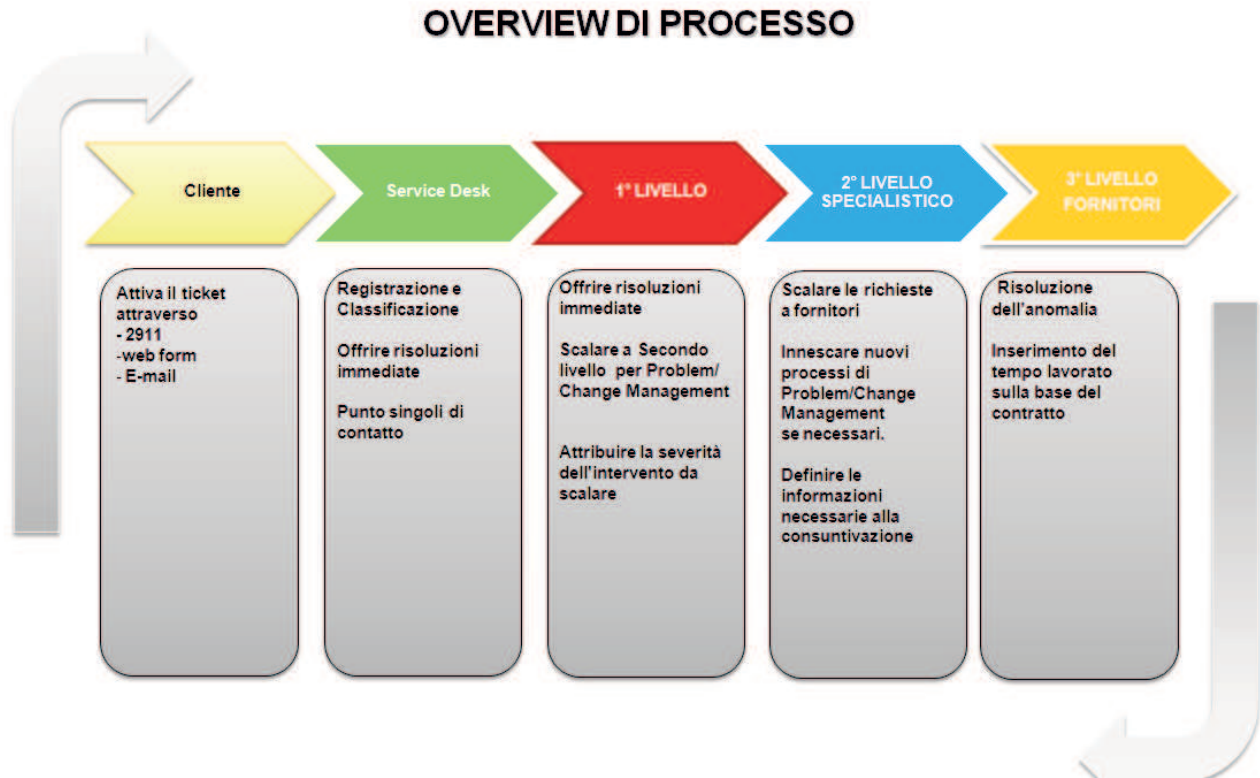 OVERVIEW DI PROCESSO
Cliente
Service Desk
1° LIVELLO
2° LIVELLO
SPECIALISTICO
3° LIVELLO
FORNITORI
Attiva il ticket
attraverso
- 2911
-web form
- E-mail
Registrazione e
Classificazione
Offrire risoluzioni
immediate
Punto singoli di
contatto
Offrire risoluzioni
immediate
Scalare a Secondo
livello per Problem/
Change Management
Attribuire la severità
dell'intervento da
scalare
Scalare le richieste
a fornitori
Innescare nuovi
processi di
Problem/Change
Management
se necessari.
Definire le
informazioni
necessarie alla
consuntivazione
Risoluzione
dell'anomalia
Inserimento del
tempo lavorato
sulla base del
contratto